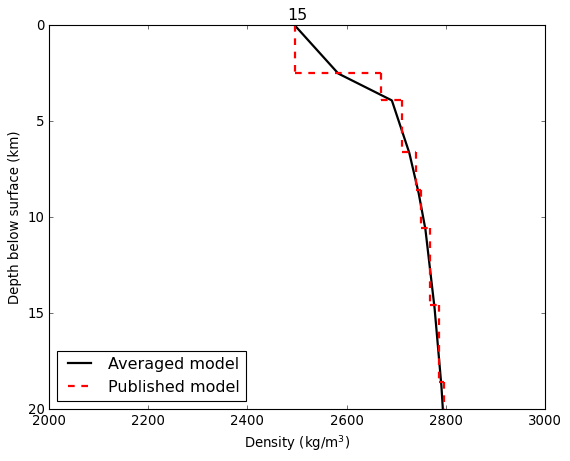 15
0
5
10
15
20
Depth below surface (km)
Averaged model
Published model
2000 2200 2400 2600 2800 3000
Density (kg/m³)